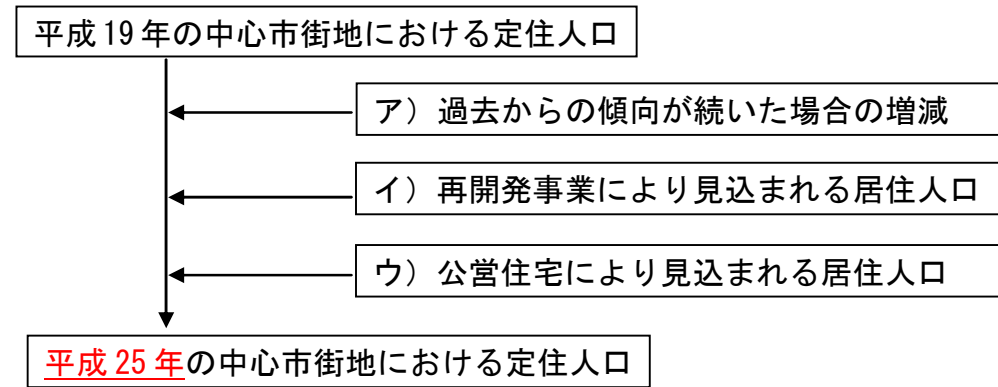 平成19年の中心市街地における定住人口
ア）過去からの傾向が続いた場合の増減
イ）再開発事業により見込まれる居住人口
ウ）公営住宅により見込まれる居住人口
平成25年の中心市街地における定住人口